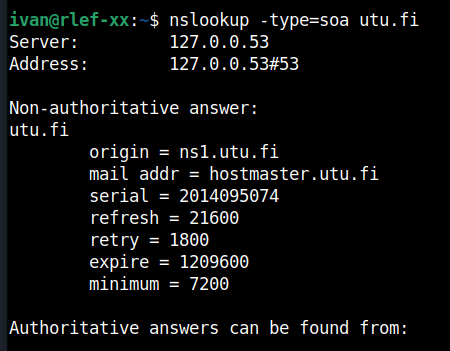 ivan@rlef-xx:~$ nslookup -type=soa utu.fi
Server:         127.0.0.53
Address:        127.0.0.53#53

Non-authoritative answer:
utu.fi
        origin = ns1.utu.fi
        mail addr = hostmaster.utu.fi
        serial = 2014095074
        refresh = 21600
        retry = 1800
        expire = 1209600
        minimum = 7200

Authoritative answers can be found from: